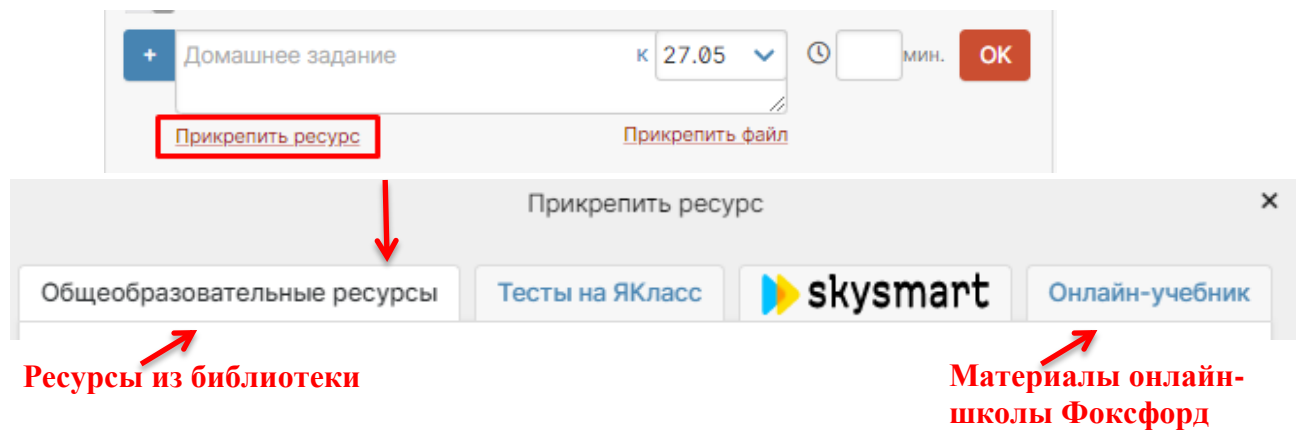 + Домашнее задание к 27.05 мин. ОК
Прикрепить ресурс Прикрепить файл
Прикрепить ресурс ×
Общеобразовательные ресурсы Тесты на ЯКласс skysmart Онлайн-учебник
Ресурсы из библиотеки Материалы онлайн-
школы Фоксфорд